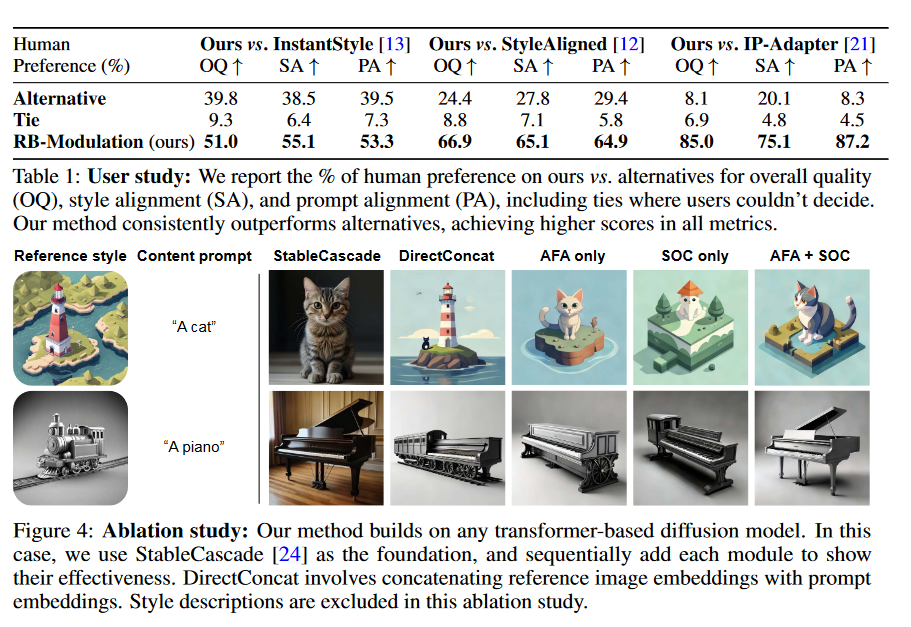 Human Ours vs. InstantStyle [13] Ours vs. StyleAligned [12] Ours vs. IP-Adapter [21]
Preference (%) OQ ↑ SA ↑ PA ↑ OQ ↑ SA ↑ PA ↑ OQ ↑ SA ↑ PA ↑
Alternative 39.8 38.5 39.5 24.4 27.8 29.4 8.1 20.1 8.3
Tie 9.3 6.4 7.3 8.8 7.1 5.8 6.9 4.8 4.5
RB-Modulation (ours) 51.0 55.1 53.3 66.9 65.1 64.9 85.0 75.1 87.2
Table 1: User study: We report the % of human preference on ours vs. alternatives for overall quality
(OQ), style alignment (SA), and prompt alignment (PA), including ties where users couldn’t decide.
Our method consistently outperforms alternatives, achieving higher scores in all metrics.
Reference style Content prompt StableCascade DirectConcat AFA only SOC only AFA + SOC
“A cat”
“A piano”
Figure 4: Ablation study: Our method builds on any transformer-based diffusion model. In this
case, we use StableCascade [24] as the foundation, and sequentially add each module to show
their effectiveness. DirectConcat involves concatenating reference image embeddings with prompt
embeddings. Style descriptions are excluded in this ablation study.